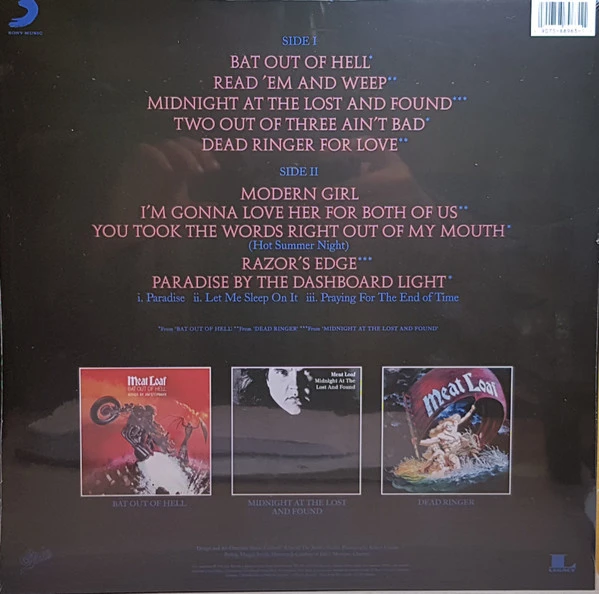 SONY MUSIC
SIDE I
BAT OUT OF HELL*
READ 'EM AND WEEP**
MIDNIGHT AT THE LOST AND FOUND***
TWO OUT OF THREE AIN'T BAD*
DEAD RINGER FOR LOVE**
SIDE II
MODERN GIRL
I'M GONNA LOVE HER FOR BOTH OF US**
YOU TOOK THE WORDS RIGHT OUT OF MY MOUTH*
(Hot Summer Night)
RAZOR'S EDGE***
PARADISE BY THE DASHBOARD LIGHT*
i. Paradise ii. Let Me Sleep On It iii. Praying For The End of Time
*From 'BAT OUT OF HELL' **From 'DEAD RINGER' ***From 'MIDNIGHT AT THE LOST AND FOUND'
Meat Loaf
BAT OUT OF HELL
Meat Loaf
Midnight At The
Lost And Found
Meat Loaf
BAT OUT OF HELL
MIDNIGHT AT THE LOST
AND FOUND
DEAD RINGER
Epic
L
LEGACY